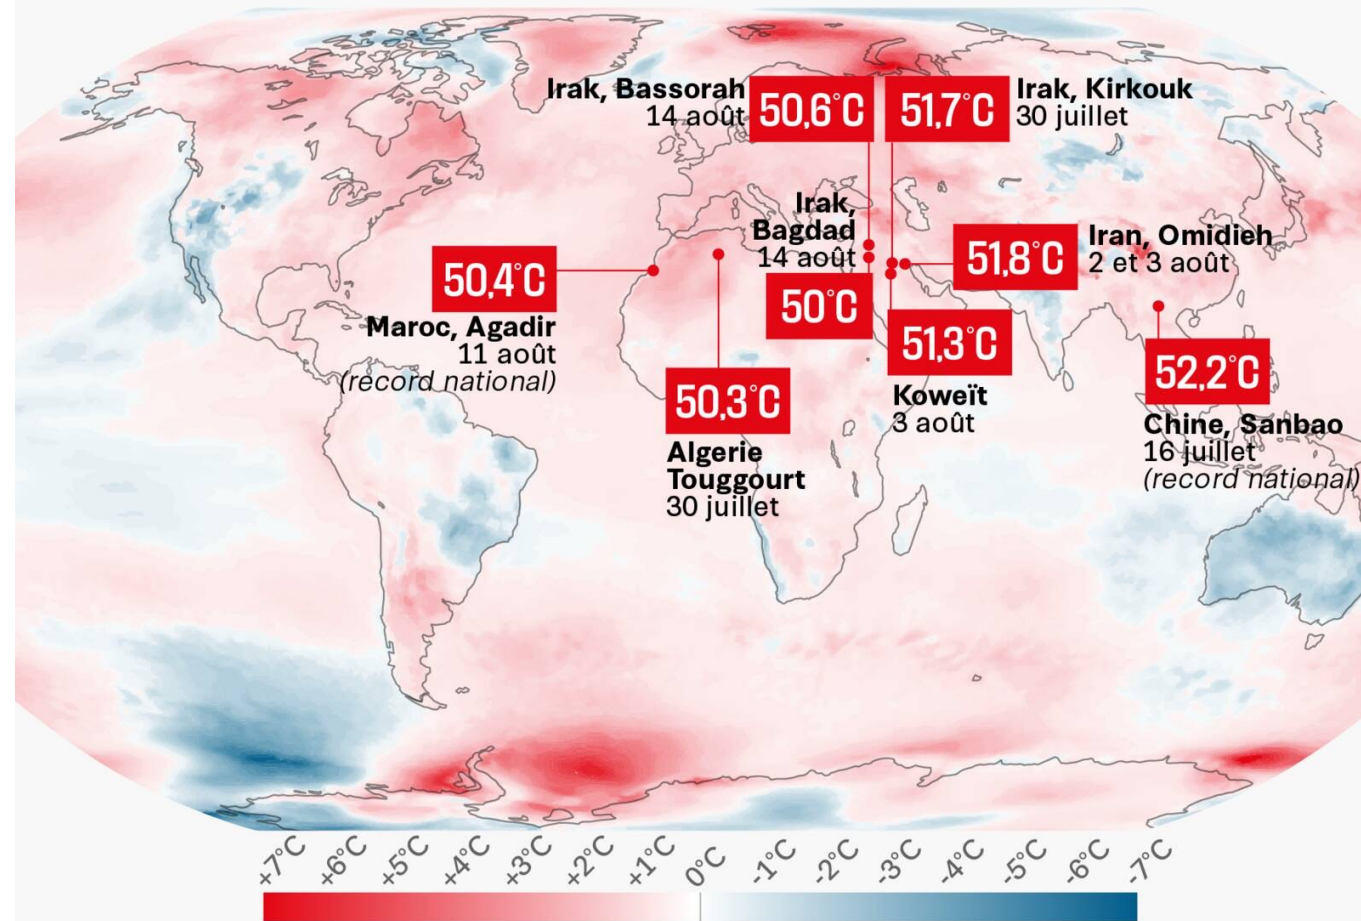 Irak, Bassorah
14 août
50,6°C
51,7°C
Irak, Kirkouk
30 juillet
Irak,
Bagdad
14 août
50°C
51,8°C
Iran, Omidieh
2 et 3 août
50,4°C
Maroc, Agadir
11 août
(record national)
51,3°C
Koweït
3 août
52,2°C
Chine, Sanbao
16 juillet
(record national)
50,3°C
Algerie
Touggourt
30 juillet
+7°C +6°C +5°C +4°C +3°C +2°C +1°C 0°C -1°C -2°C -3°C -4°C -5°C -6°C -7°C